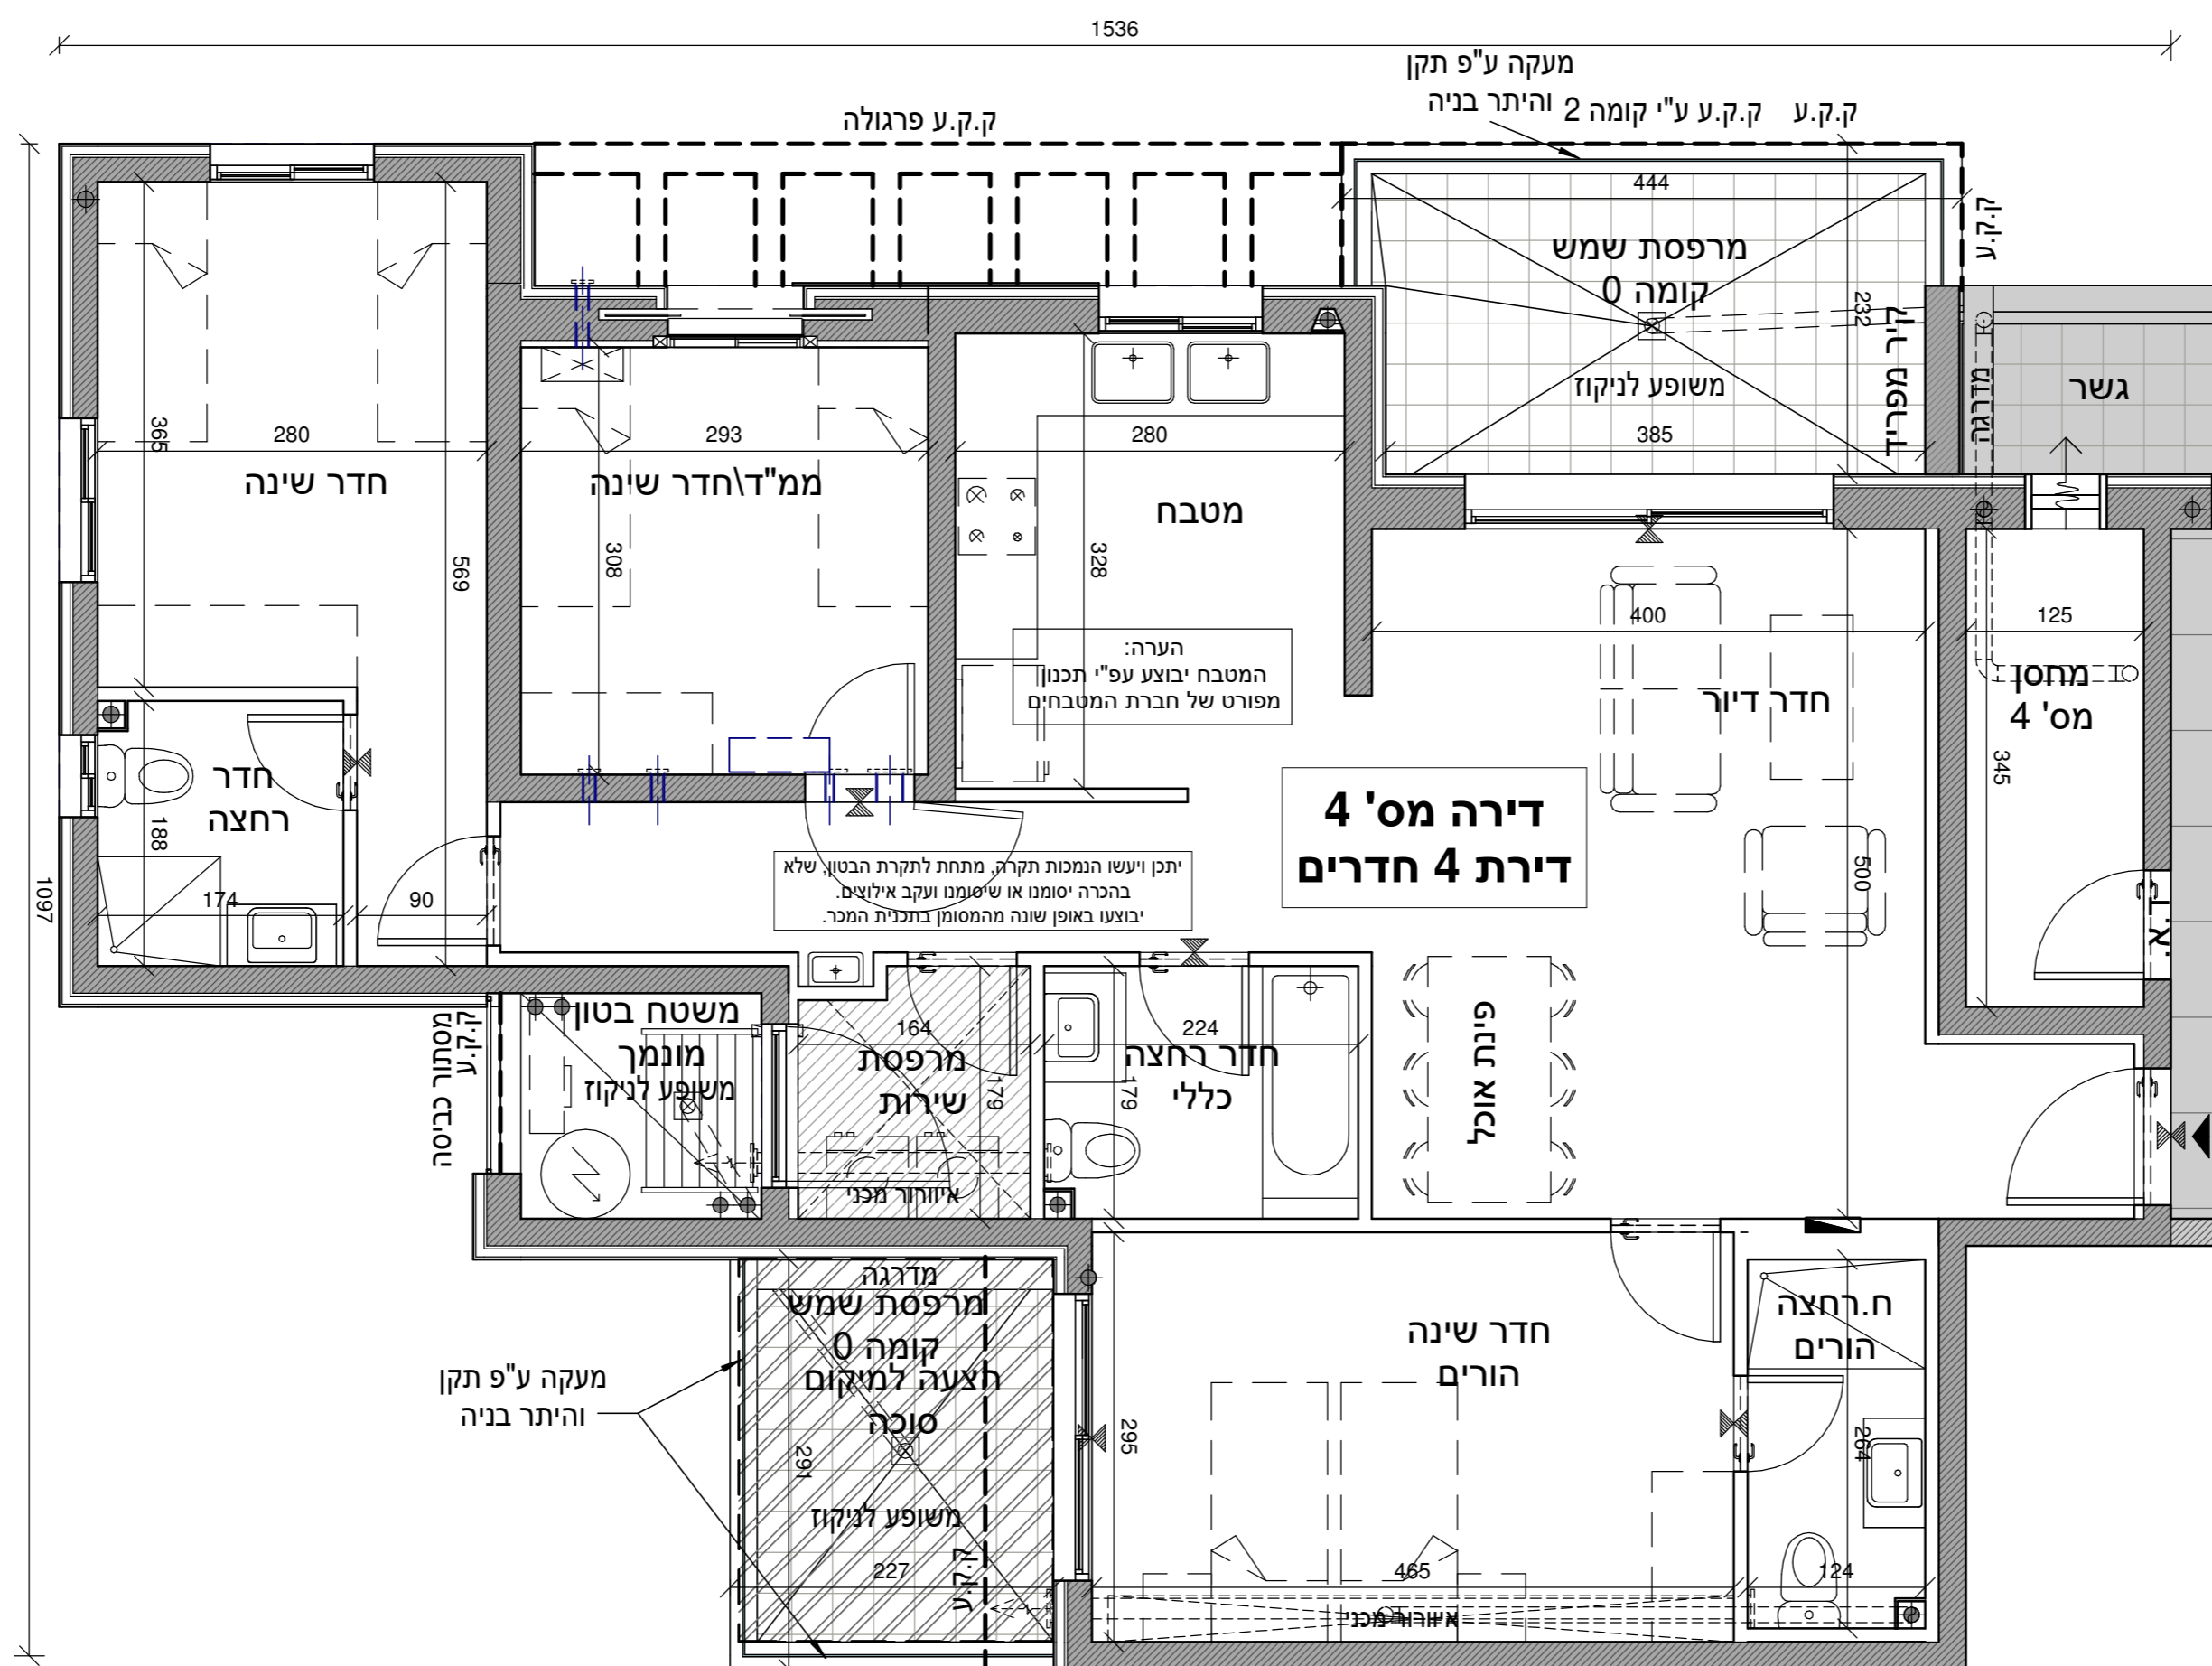 1536
מעקה ע"פ תקן
והיתר בניה
ק.ק.ע ע"י קומה 2
ק.ק.ע
ק.ק.ע פרגולה
444
ק.ק.ע
מרפסת שמש
קומה 0
232
קיר מפריד
משופע לניקוז
385
מדרגה
גשר
365
280
חדר שינה
569
293
ממ"ד\חדר שינה
308
280
מטבח
328
הערה:
המטבח יבוצע עפ"י תכנון
מפורט של חברת המטבחים
400
חדר דיור
500
125
מחסן
מס' 4
345
ד.א.
דירה מס' 4
דירת 4 חדרים
חדר
רחצה
188
174
90
1097
יתכן ויעשו הנמכות תקרה, מתחת לתקרת הבטון, שלא
בהכרה יסומנו או שיסומנו ועקב אילוצים.
יבוצעו באופן שונה מהמסומן בתכנית המכר.
מסתור כביסה
ק.ק.ע
משטח בטון
מונמך
משופע לניקוז
164
מרפסת
שירות
179
איוורור מכני
224
חדר רחצה
כללי
179
פינת אוכל
מדרגה
מרפסת שמש
קומה 0
הצעה למיקום
סוכה
291
משופע לניקוז
227
ק.ק.ע
מעקה ע"פ תקן
והיתר בניה
חדר שינה
הורים
295
465
איוורור מכני
ח.רחצה
הורים
264
124